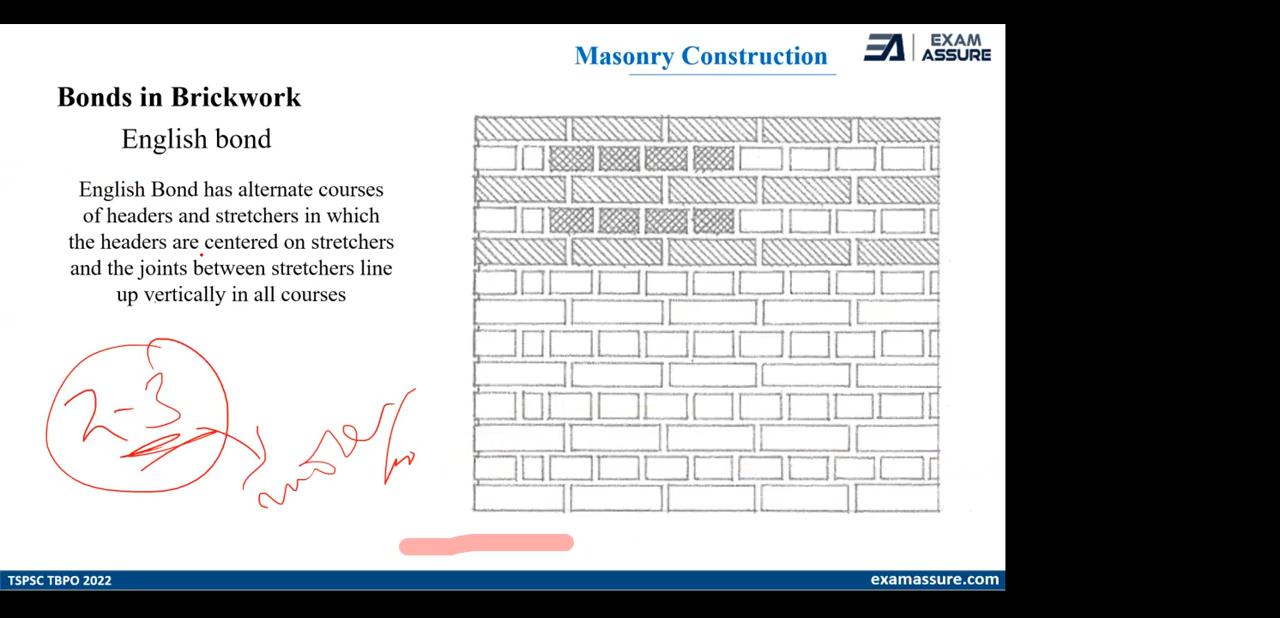 Masonry Construction
EXAM
ASSURE
Bonds in Brickwork
English bond
English Bond has alternate courses
of headers and stretchers in which
the headers are centered on stretchers
and the joints between stretchers line
up vertically in all courses
2-3
TSPSC TBPO 2022
examassure.com